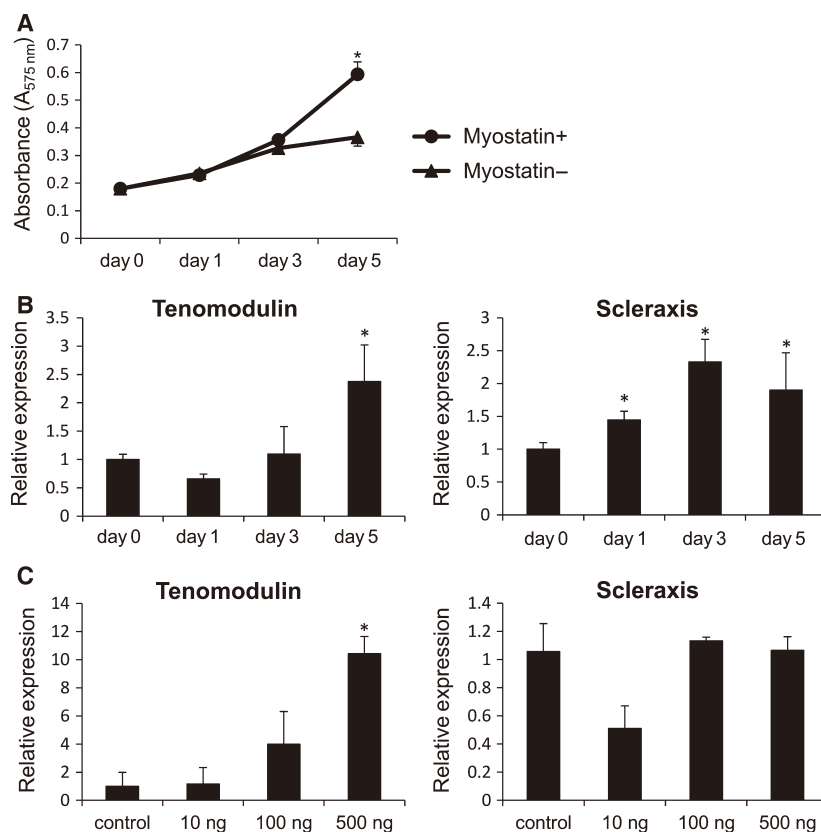 A
Absorbance (A575 nm)
0.7
0.6
0.5
0.4
0.3
0.2
0.1
0
*
day 0 day 1 day 3 day 5
Myostatin+
Myostatin–
B
Tenomodulin
Relative expression
3.5
3
2.5
2
1.5
1
0.5
0
*
day 0 day 1 day 3 day 5
Scleraxis
Relative expression
3
2.5
2
1.5
1
0.5
0
* * *
day 0 day 1 day 3 day 5
C
Tenomodulin
Relative expression
14
12
10
8
6
4
2
0
*
control 10 ng 100 ng 500 ng
Scleraxis
Relative expression
1.4
1.2
1
0.8
0.6
0.4
0.2
0
control 10 ng 100 ng 500 ng